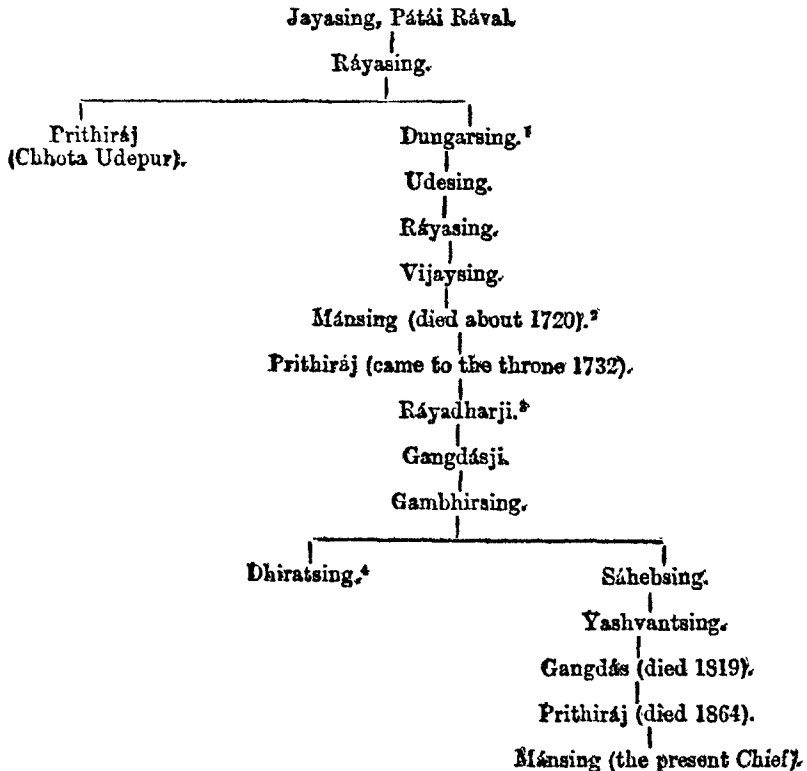 Jayasing, Pátái Rával.
Ráyasing.
Prithiráj
(Chhota Udepur).
Dungarsing.¹
Udesing.
Ráyasing.
Vijaysing.
Mánsing (died about 1720).²
Prithiráj (came to the throne 1732).
Ráyadharji.³
Gangdásji.
Gambhirsing.
Dhiratsing.⁴
Sáhebsing.
Yashvantsing.
Gangdás (died 1819).
Prithiráj (died 1864).
Mánsing (the present Chief).